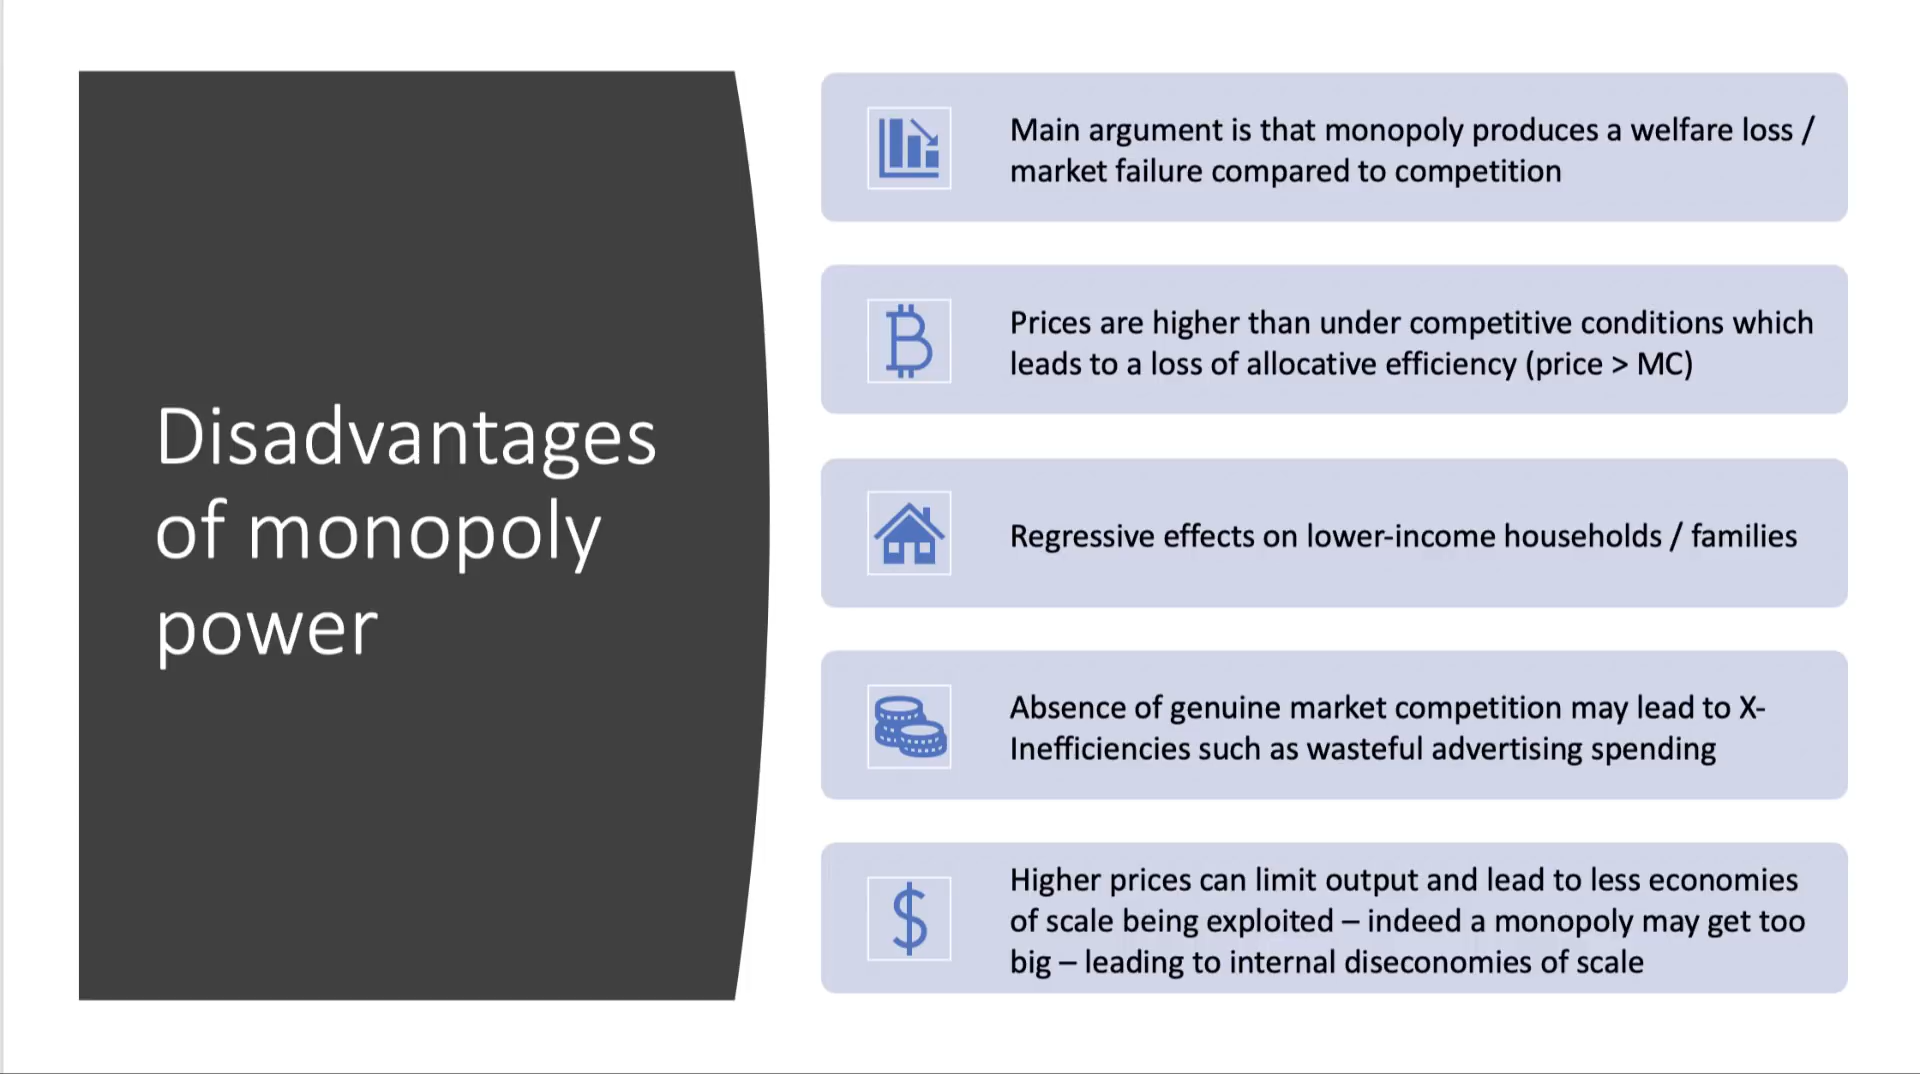 Disadvantages
of monopoly
power
Main argument is that monopoly produces a welfare loss /
market failure compared to competition
Prices are higher than under competitive conditions which
leads to a loss of allocative efficiency (price > MC)
Regressive effects on lower-income households / families
Absence of genuine market competition may lead to X-
Inefficiencies such as wasteful advertising spending
Higher prices can limit output and lead to less economies
of scale being exploited – indeed a monopoly may get too
big – leading to internal diseconomies of scale